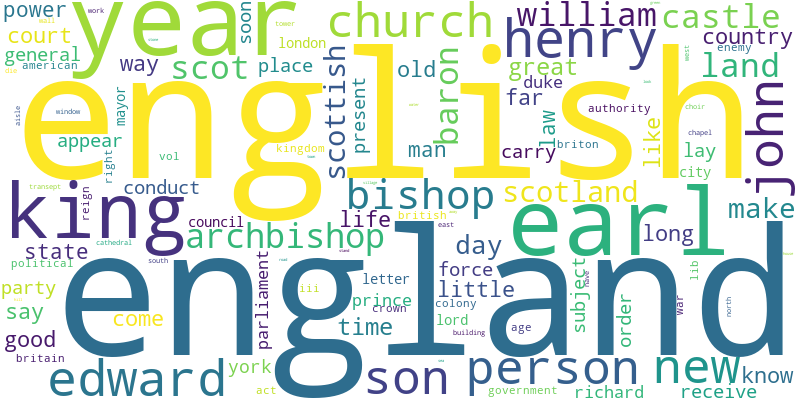 power work year soon tower church william castle
court mall london henry country enemy west
general american way scot place old great land
due english scottish present baron duke far law authority like john
aisle window mayor man briton choir
appear vol right kingdom carry lay city chapel
transept conduct bishop scotland
king reign council life british earl make
state archbishop day long
cathedral east
political south england force subject lib north
party parliament iii letter colony little order war
say prince crown lord age
good come time building
britain york person new know
edward act son government richard receive